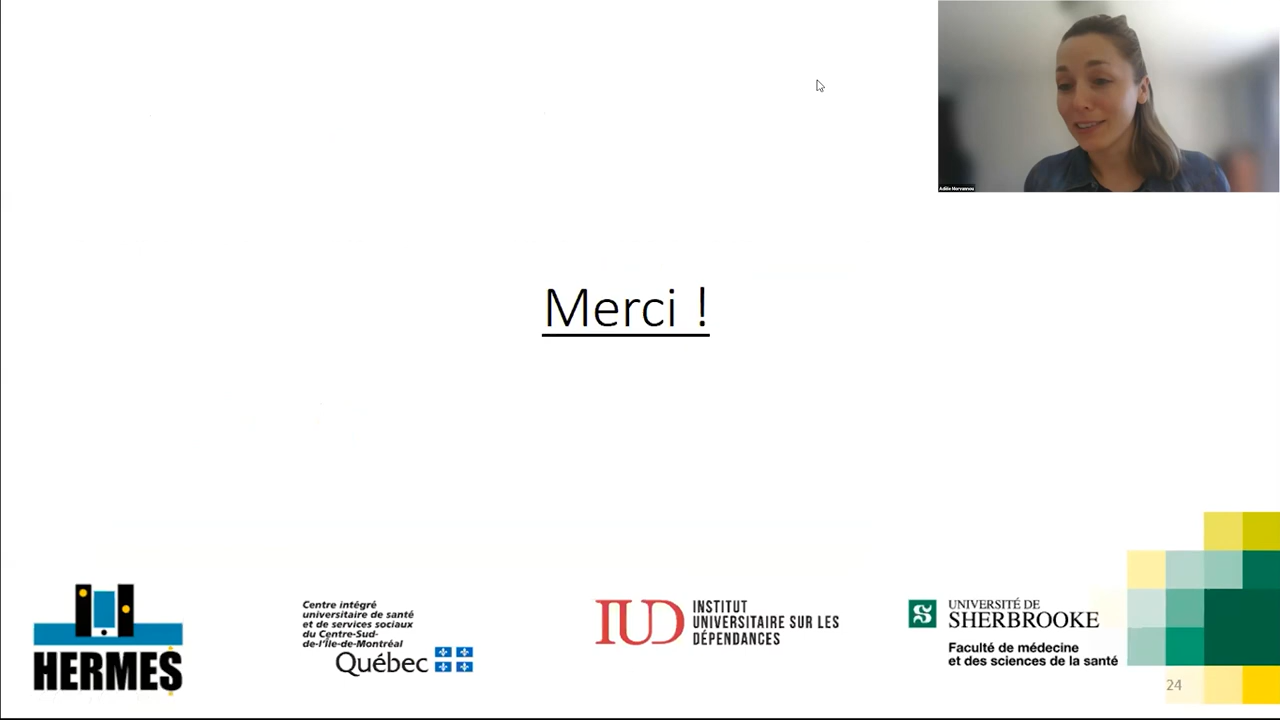 Adèle Morvannou
Merci !
HERMES
Centre intégré
universitaire de santé
et de services sociaux
du Centre-Sud-
de-l'Île-de-Montréal
Québec
IUD
INSTITUT
UNIVERSITAIRE SUR LES
DÉPENDANCES
S
UNIVERSITÉ DE
SHERBROOKE
Faculté de médecine
et des sciences de la santé
24